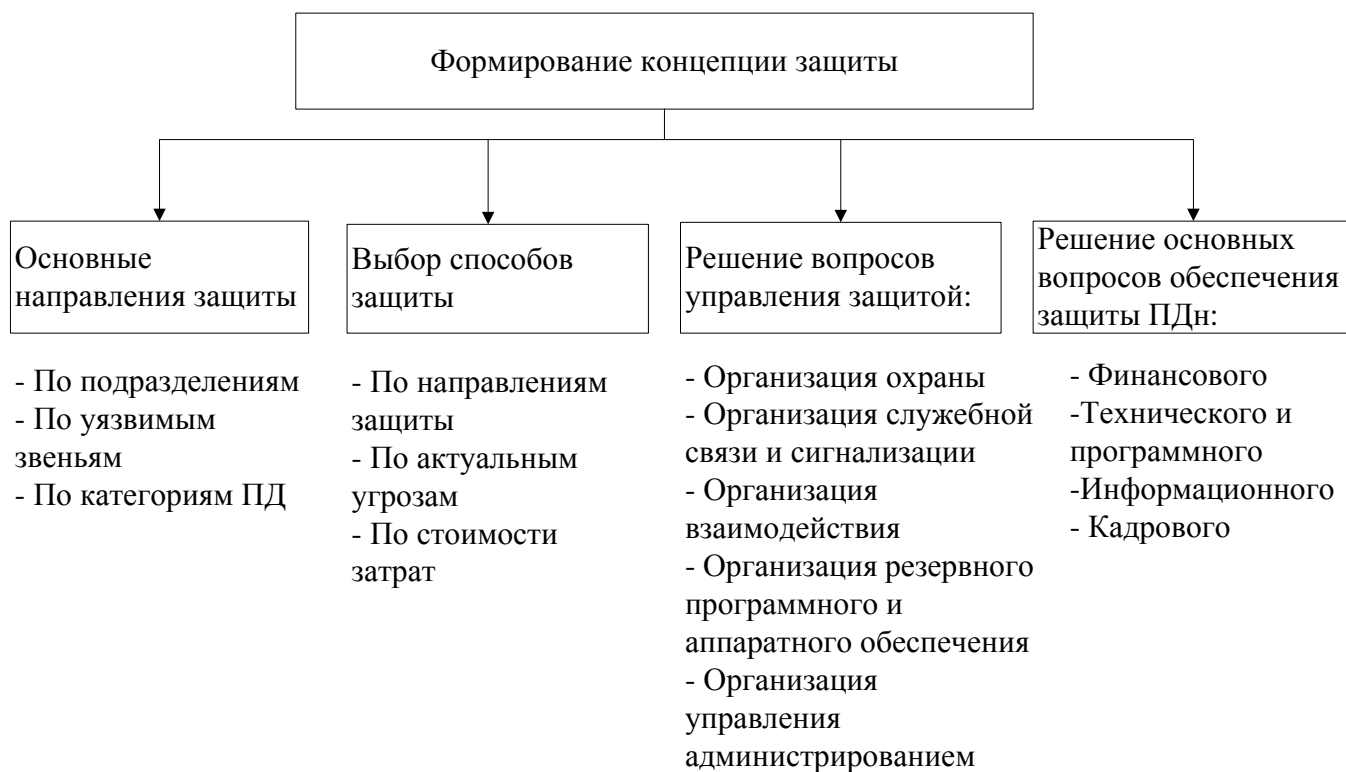 Формирование концепции защиты
Основные
направления защиты
- По подразделениям
- По уязвимым
звеньям
- По категориям ПД
Выбор способов
защиты
- По направлениям
защиты
- По актуальным
угрозам
- По стоимости
затрат
Решение вопросов
управления защитой:
- Организация охраны
- Организация служебной
связи и сигнализации
- Организация
взаимодействия
- Организация резервного
программного и
аппаратного обеспечения
- Организация
управления
администрированием
Решение основных
вопросов обеспечения
защиты ПДн:
- Финансового
-Технического и
программного
-Информационного
- Кадрового